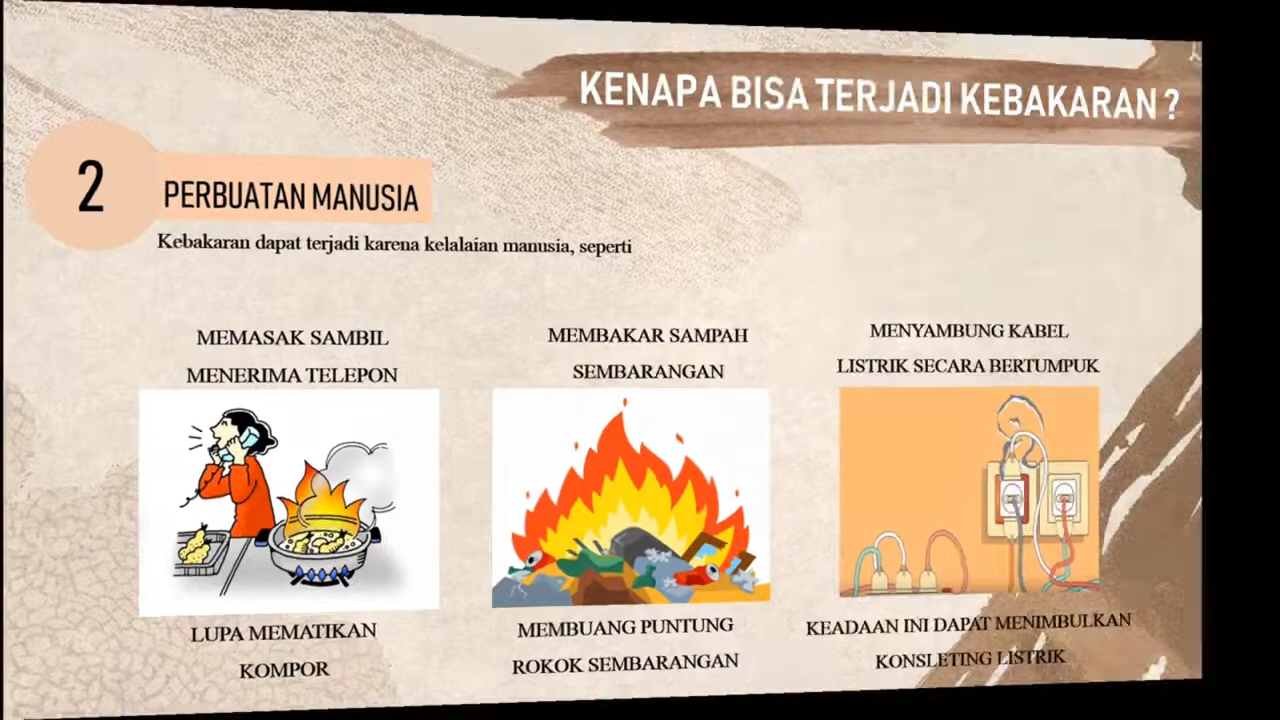 KENAPA BISA TERJADI KEBAKARAN ?
2
PERBUATAN MANUSIA
Kebakaran dapat terjadi karena kelalaian manusia, seperti
MEMASAK SAMBIL
MENERIMA TELEPON
LUPA MEMATIKAN
KOMPOR
MEMBAKAR SAMPAH
SEMBARANGAN
MEMBUANG PUNTUNG
ROKOK SEMBARANGAN
MENYAMBUNG KABEL
LISTRIK SECARA BERTUMPUK
KEADAAN INI DAPAT MENIMBULKAN
KONSLETING LISTRIK